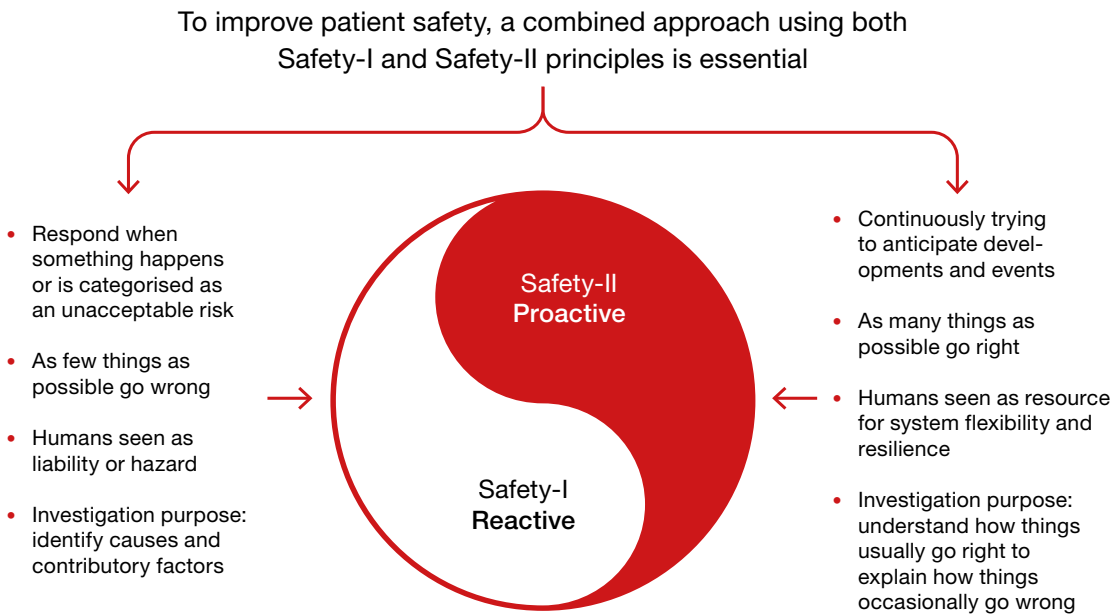 To improve patient safety, a combined approach using both
Safety-I and Safety-II principles is essential
• Respond when
something happens
or is categorised as
an unacceptable risk
• As few things as
possible go wrong
• Humans seen as
liability or hazard
• Investigation purpose:
identify causes and
contributory factors
Safety-II
Proactive
Safety-I
Reactive
• Continuously trying
to anticipate devel-
opments and events
• As many things as
possible go right
• Humans seen as resource
for system flexibility and
resilience
• Investigation purpose:
understand how things
usually go right to
explain how things
occasionally go wrong